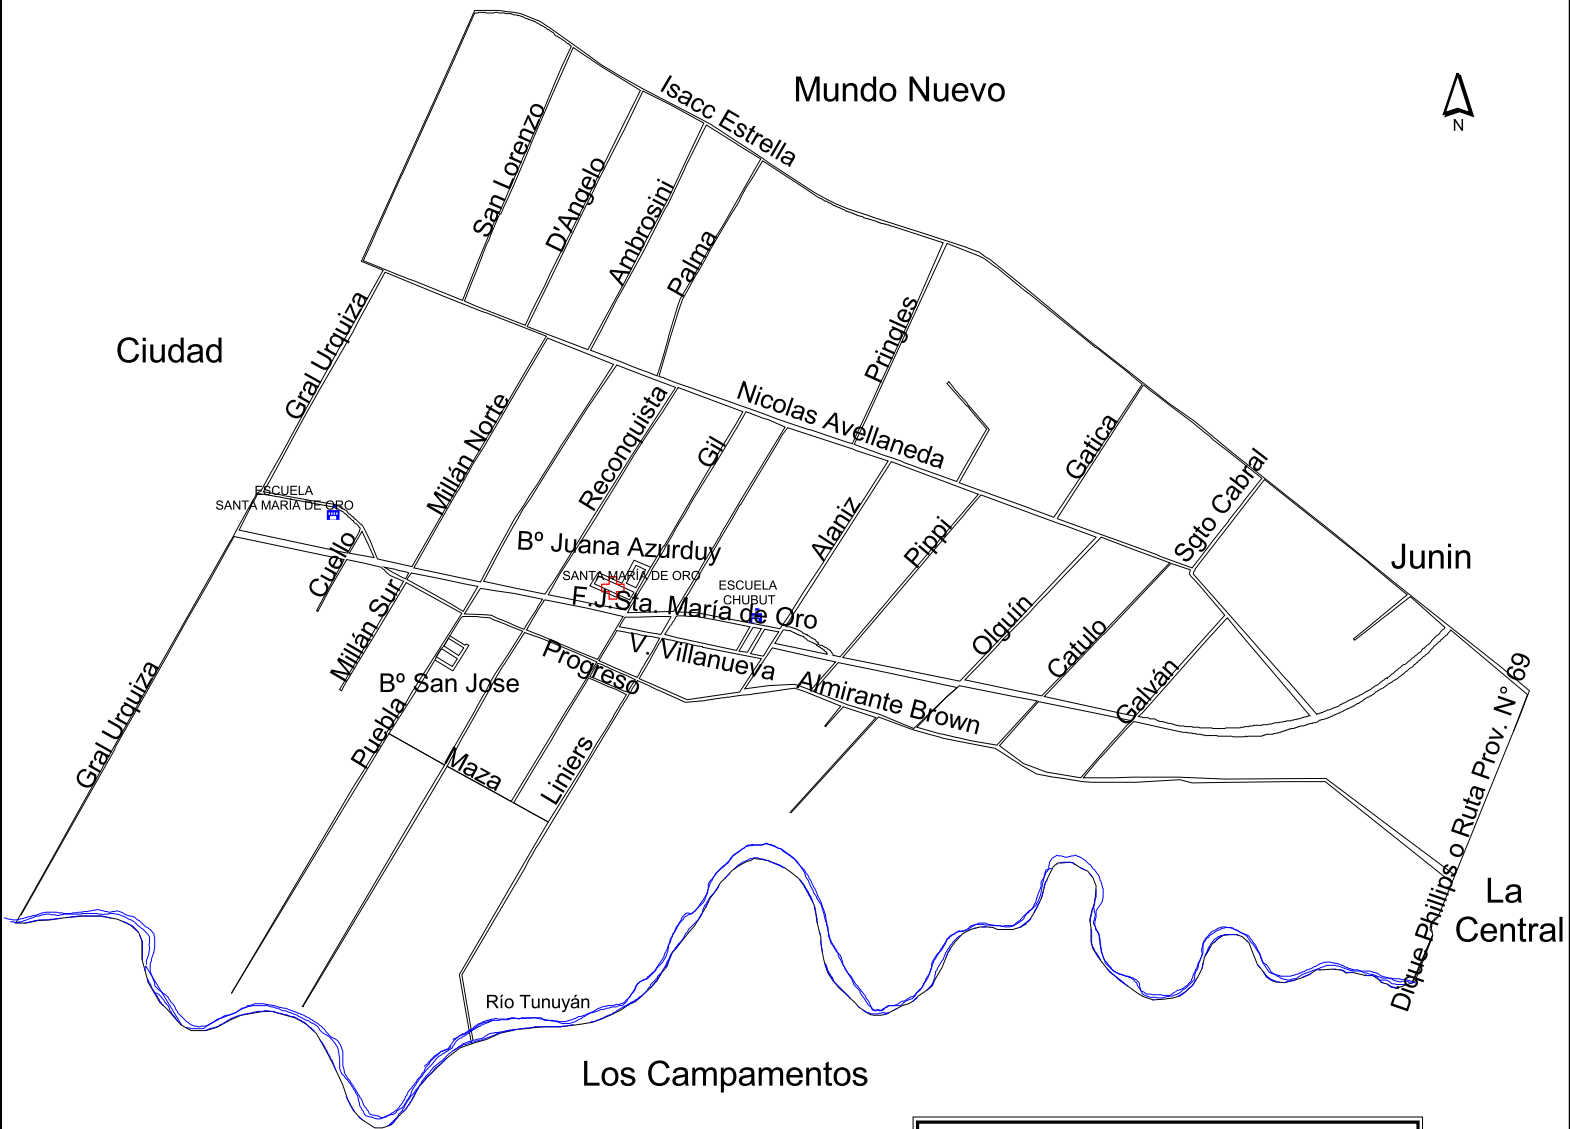 Mundo Nuevo
Isacc Estrella
N
San Lorenzo
D'Angelo
Ambrosini
Palma
Ciudad
Gral Urquiza
Pringles
Nicolas Avellaneda
Millán Norte
Reconquista
Gil
Gatica
Sgto Cabral
Junin
ESCUELA
SANTA MARÍA DE ORO
Alaniz
Pippi
Bº Juana Azurduy
SANTA MARÍA DE ORO
ESCUELA
CHUBUT
Cuello
F.J.Sta. María de Oro
Millán Sur
Olguín
Catulo
V. Villanueva
Progreso
Bº San Jose
Almirante Brown
Galván
Gral Urquiza
Puebla
Maza
Liniers
Dique Phillips o Ruta Prov. N° 69
La
Central
Río Tunuyán
Los Campamentos